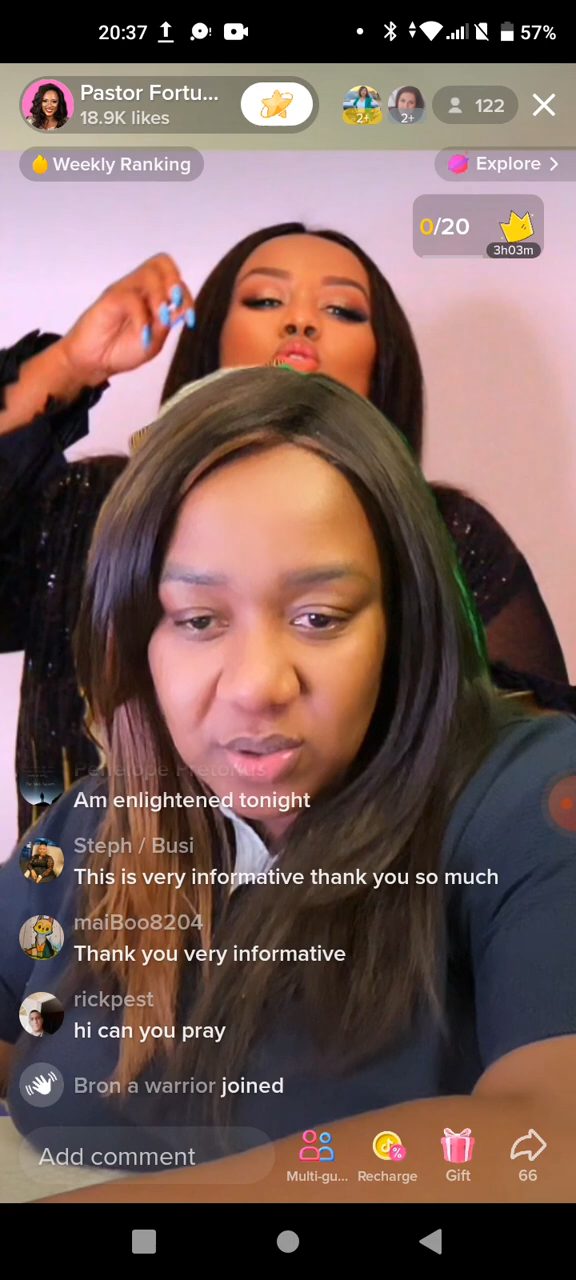 20:37
57%
Pastor Fortu...
18.9K likes
2+
2+
122
Weekly Ranking
Explore
0/20
3h03m
Penelope Pretorius
Am enlightened tonight
Steph / Busi
This is very informative thank you so much
maiBoo8204
Thank you very informative
rickpest
hi can you pray
Bron a warrior joined
Add comment
Multi-gu...
Recharge
Gift
66